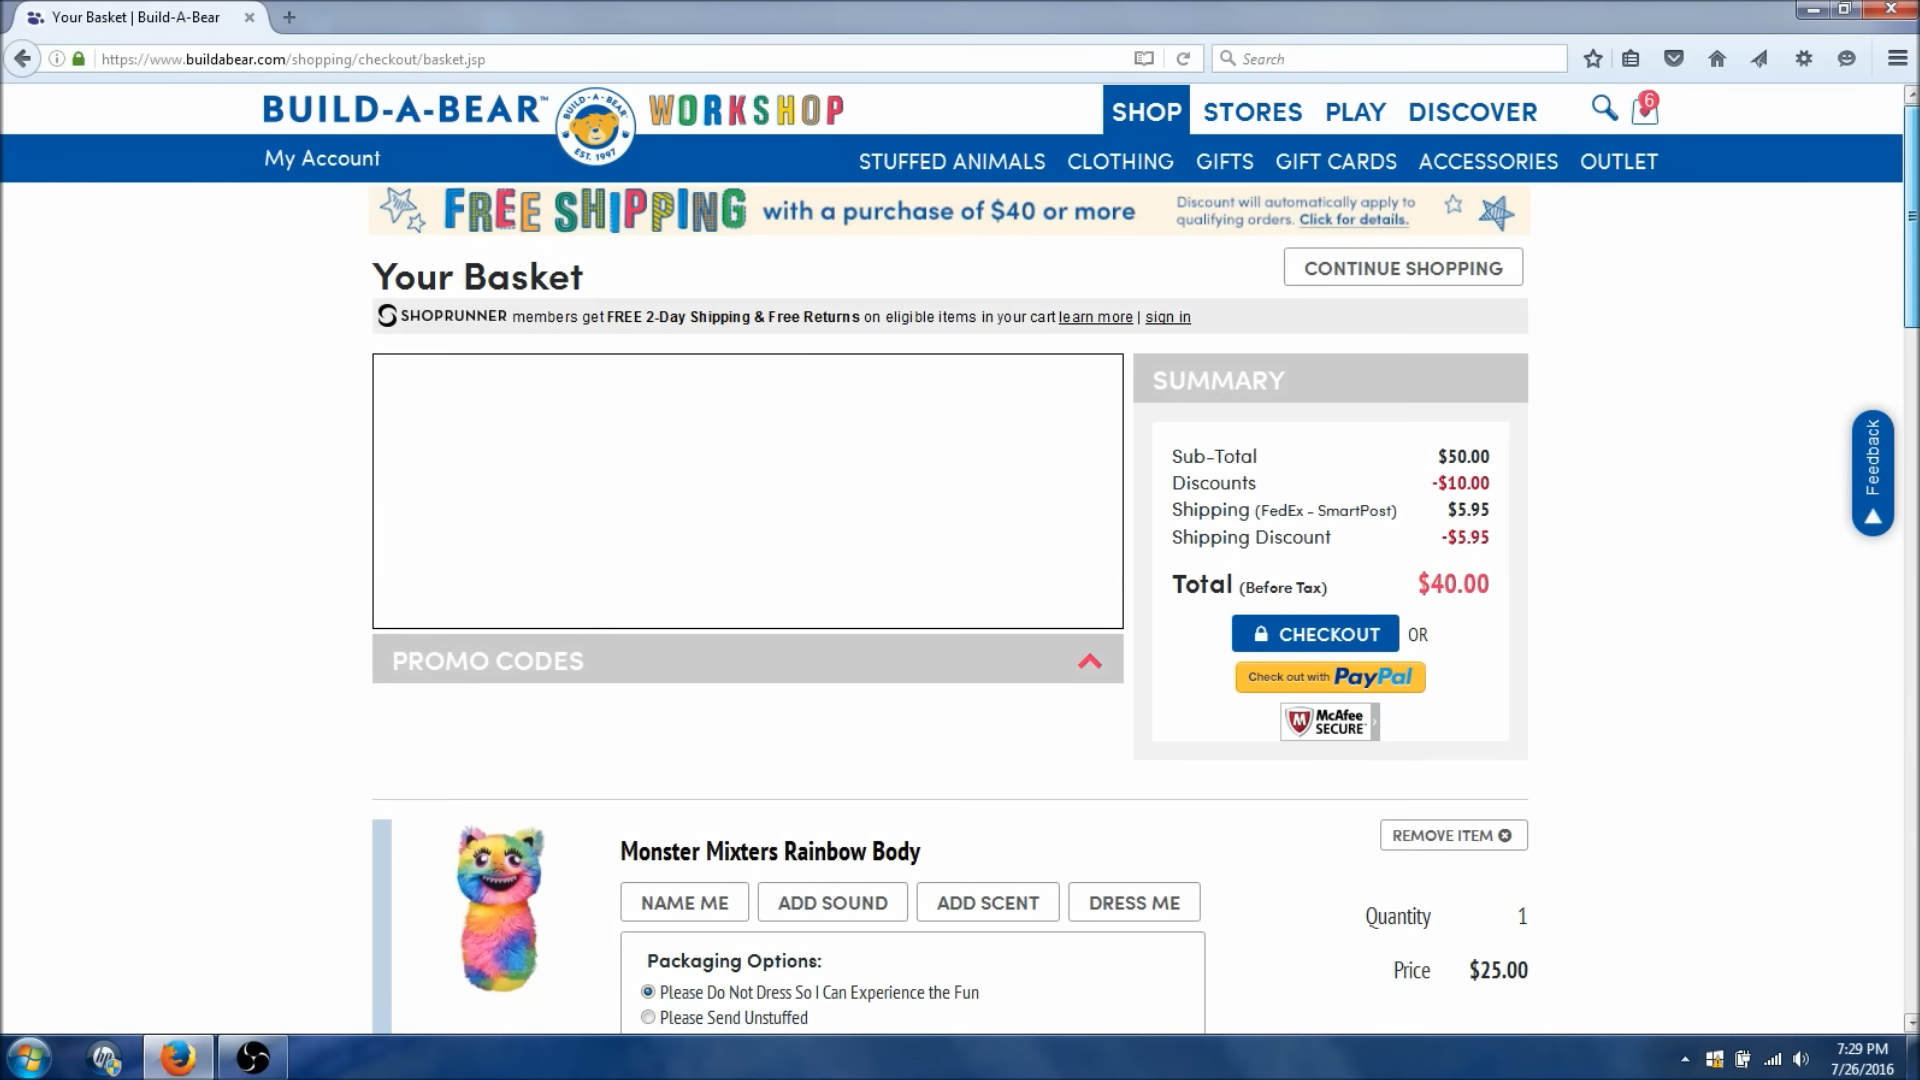 Your Basket | Build-A-Bear
https://www.buildabear.com/shopping/checkout/basket.jsp
Search
BUILD-A-BEAR™ BUILD-A-BEAR EST. 1997 WORKSHOP
SHOP STORES PLAY DISCOVER 6
My Account
STUFFED ANIMALS CLOTHING GIFTS GIFT CARDS ACCESSORIES OUTLET
FREE SHIPPING with a purchase of $40 or more
Discount will automatically apply to
qualifying orders. Click for details.
Your Basket
CONTINUE SHOPPING
SHOPRUNNER members get FREE 2-Day Shipping & Free Returns on eligible items in your cart learn more | sign in
SUMMARY
Sub-Total $50.00
Discounts -$10.00
Shipping (FedEx - SmartPost) $5.95
Shipping Discount -$5.95
Total (Before Tax) $40.00
CHECKOUT OR
Check out with PayPal
McAfee
SECURE
PROMO CODES
Feedback
Monster Mixters Rainbow Body
REMOVE ITEM
NAME ME ADD SOUND ADD SCENT DRESS ME
Quantity 1
Price $25.00
Packaging Options:
Please Do Not Dress So I Can Experience the Fun
Please Send Unstuffed
hp
7:29 PM
7/26/2016